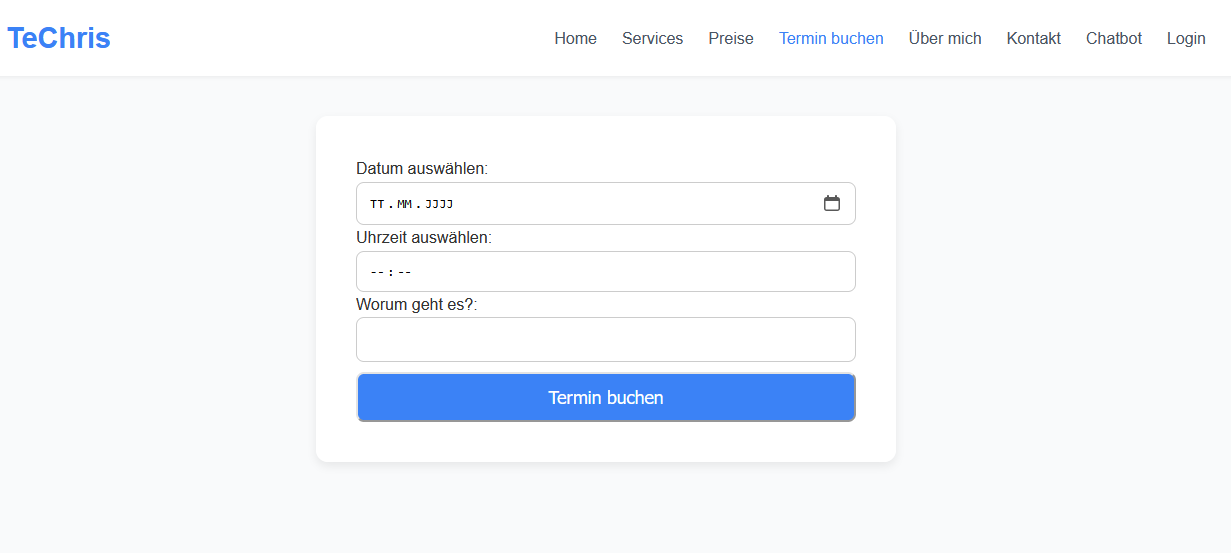 TeChris
Home Services Preise Termin buchen Über mich Kontakt Chatbot Login
Datum auswählen:
TT.MM.JJJJ
Uhrzeit auswählen:
--:--
Worum geht es?:
Termin buchen